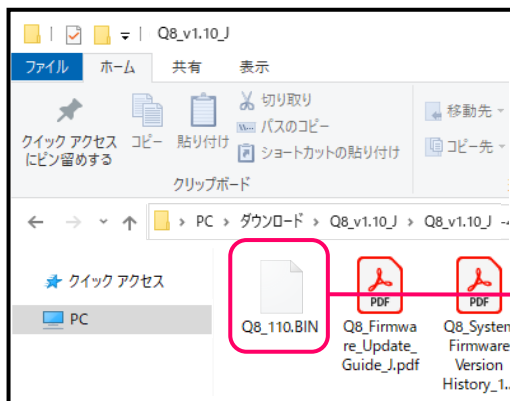 Q8_v1.10_J
ファイル ホーム 共有 表示
クイック アクセス
にピン留めする
コピー
貼り付け
切り取り
パスのコピー
ショートカットの貼り付け
移動先
コピー先
クリップボード
PC ダウンロード Q8_v1.10_J Q8_v1.10_J
クイック アクセス
PC
Q8_110.BIN
PDF
Q8_Firmwa
re_Update_
Guide_J.pdf
PDF
Q8_System
Firmware
Version
History_1..